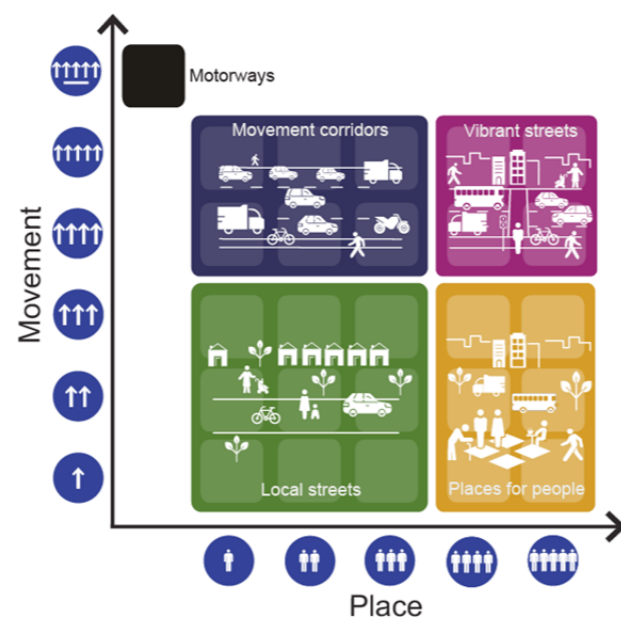 Motorways
Movement corridors
Vibrant streets
Movement
Local streets
Places for people
Place